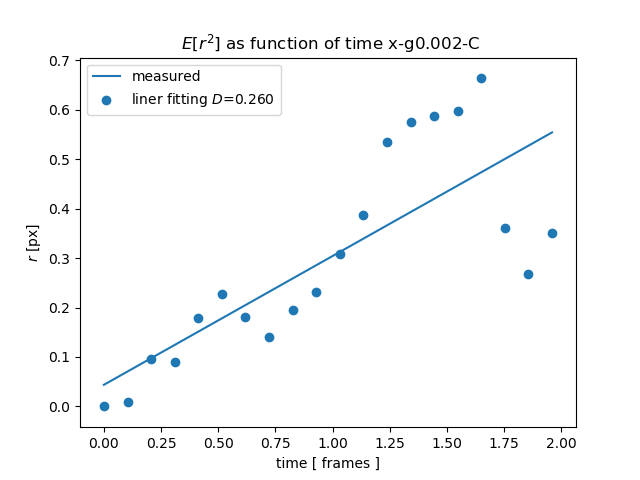 E[r²] as function of time x-g0.002-C
measured
liner fitting D=0.260
0.7
0.6
0.5
0.4
0.3
0.2
0.1
0.0
r [px]
0.00 0.25 0.50 0.75 1.00 1.25 1.50 1.75 2.00
time [ frames ]